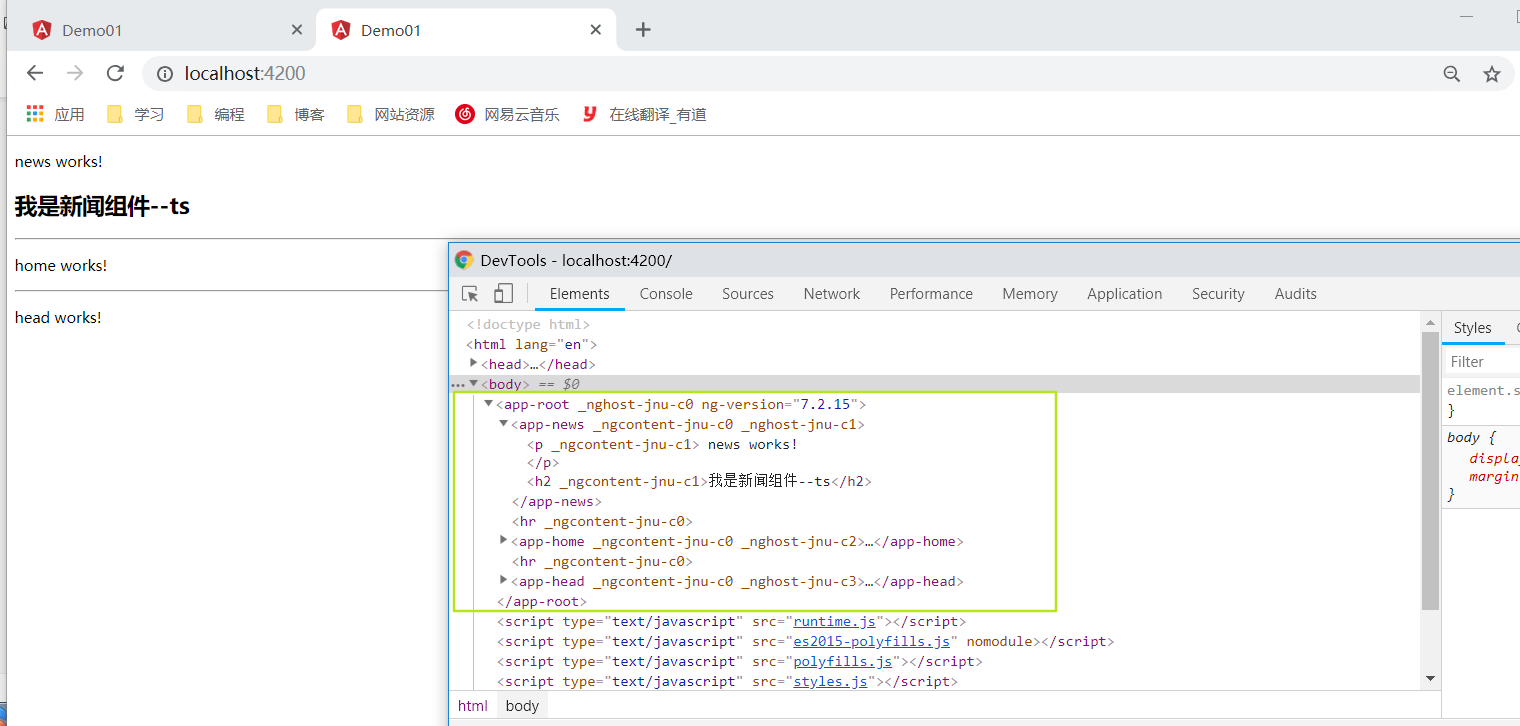 Demo01
Demo01
localhost:4200
应用 学习 编程 博客 网站资源 网易云音乐 在线翻译_有道
news works!
我是新闻组件--ts
home works!
head works!
DevTools - localhost:4200/
Elements Console Sources Network Performance Memory Application Security Audits
<!doctype html>
<html lang="en">
<head>…</head>
<body> == $0
<app-root _nghost-jnu-c0 ng-version="7.2.15">
<app-news _ngcontent-jnu-c0 _nghost-jnu-c1>
<p _ngcontent-jnu-c1> news works!
</p>
<h2 _ngcontent-jnu-c1>我是新闻组件--ts</h2>
</app-news>
<hr _ngcontent-jnu-c0>
<app-home _ngcontent-jnu-c0 _nghost-jnu-c2>…</app-home>
<hr _ngcontent-jnu-c0>
<app-head _ngcontent-jnu-c0 _nghost-jnu-c3>…</app-head>
</app-root>
<script type="text/javascript" src="runtime.js"></script>
<script type="text/javascript" src="es2015-polyfills.js" nomodule></script>
<script type="text/javascript" src="polyfills.js"></script>
<script type="text/javascript" src="styles.js"></script>
html body
Styles
Filter
element.s
}
body {
displa
margin
}